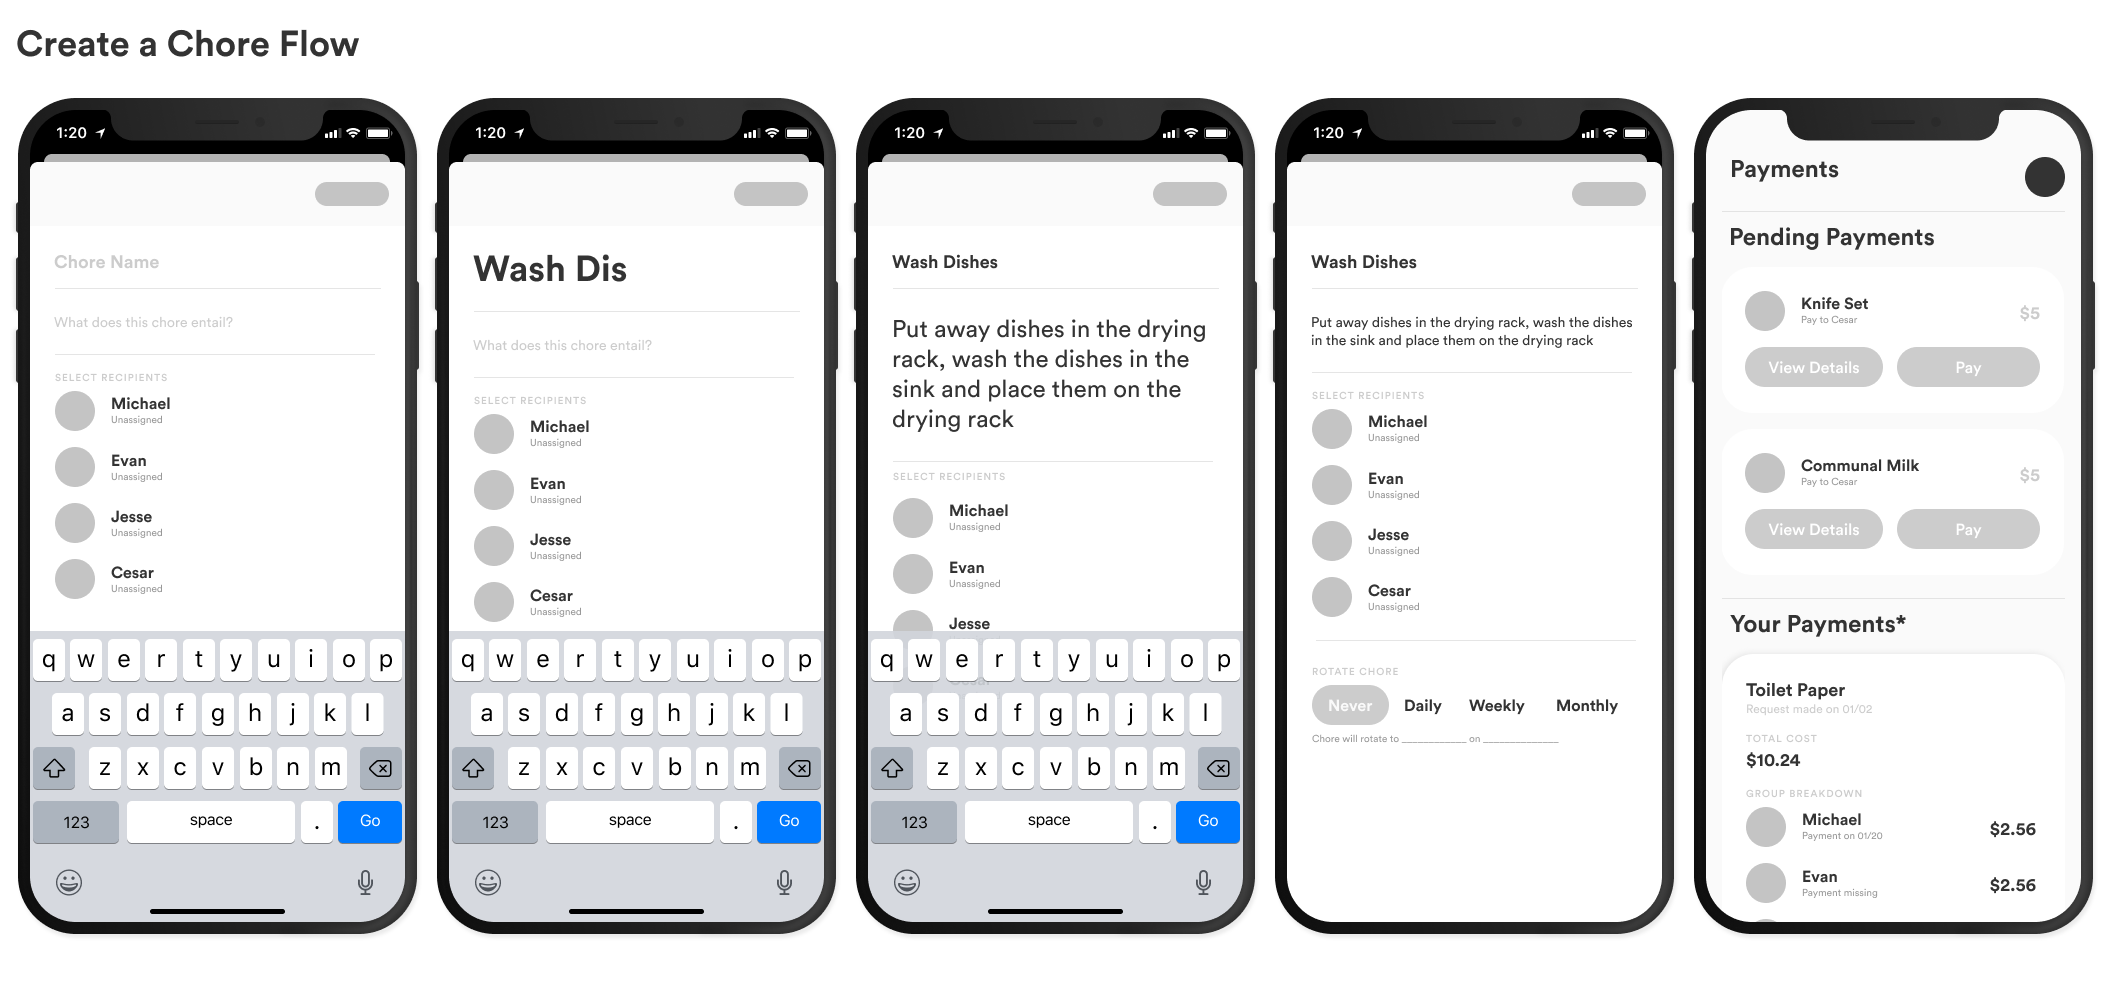 Create a Chore Flow
1:20
Chore Name
What does this chore entail?
SELECT RECIPIENTS
Michael
Unassigned
Evan
Unassigned
Jesse
Unassigned
Cesar
Unassigned
q w e r t y u i o p
a s d f g h j k l
z x c v b n m
123 space . Go
1:20
Wash Dis
What does this chore entail?
SELECT RECIPIENTS
Michael
Unassigned
Evan
Unassigned
Jesse
Unassigned
Cesar
Unassigned
q w e r t y u i o p
a s d f g h j k l
z x c v b n m
123 space . Go
1:20
Wash Dishes
Put away dishes in the drying
rack, wash the dishes in the
sink and place them on the
drying rack
SELECT RECIPIENTS
Michael
Unassigned
Evan
Unassigned
Jesse
q w e r t y u i o p
Cesar
a s d f g h j k l
z x c v b n m
123 space . Go
1:20
Wash Dishes
Put away dishes in the drying rack, wash the dishes
in the sink and place them on the drying rack
SELECT RECIPIENTS
Michael
Unassigned
Evan
Unassigned
Jesse
Unassigned
Cesar
Unassigned
ROTATE CHORE
Never Daily Weekly Monthly
Chore will rotate to ____________ on ______________
Payments
Pending Payments
Knife Set
Pay to Cesar
$5
View Details Pay
Communal Milk
Pay to Cesar
$5
View Details Pay
Your Payments*
Toilet Paper
Request made on 01/02
TOTAL COST
$10.24
GROUP BREAKDOWN
Michael
Payment on 01/20
$2.56
Evan
Payment missing
$2.56